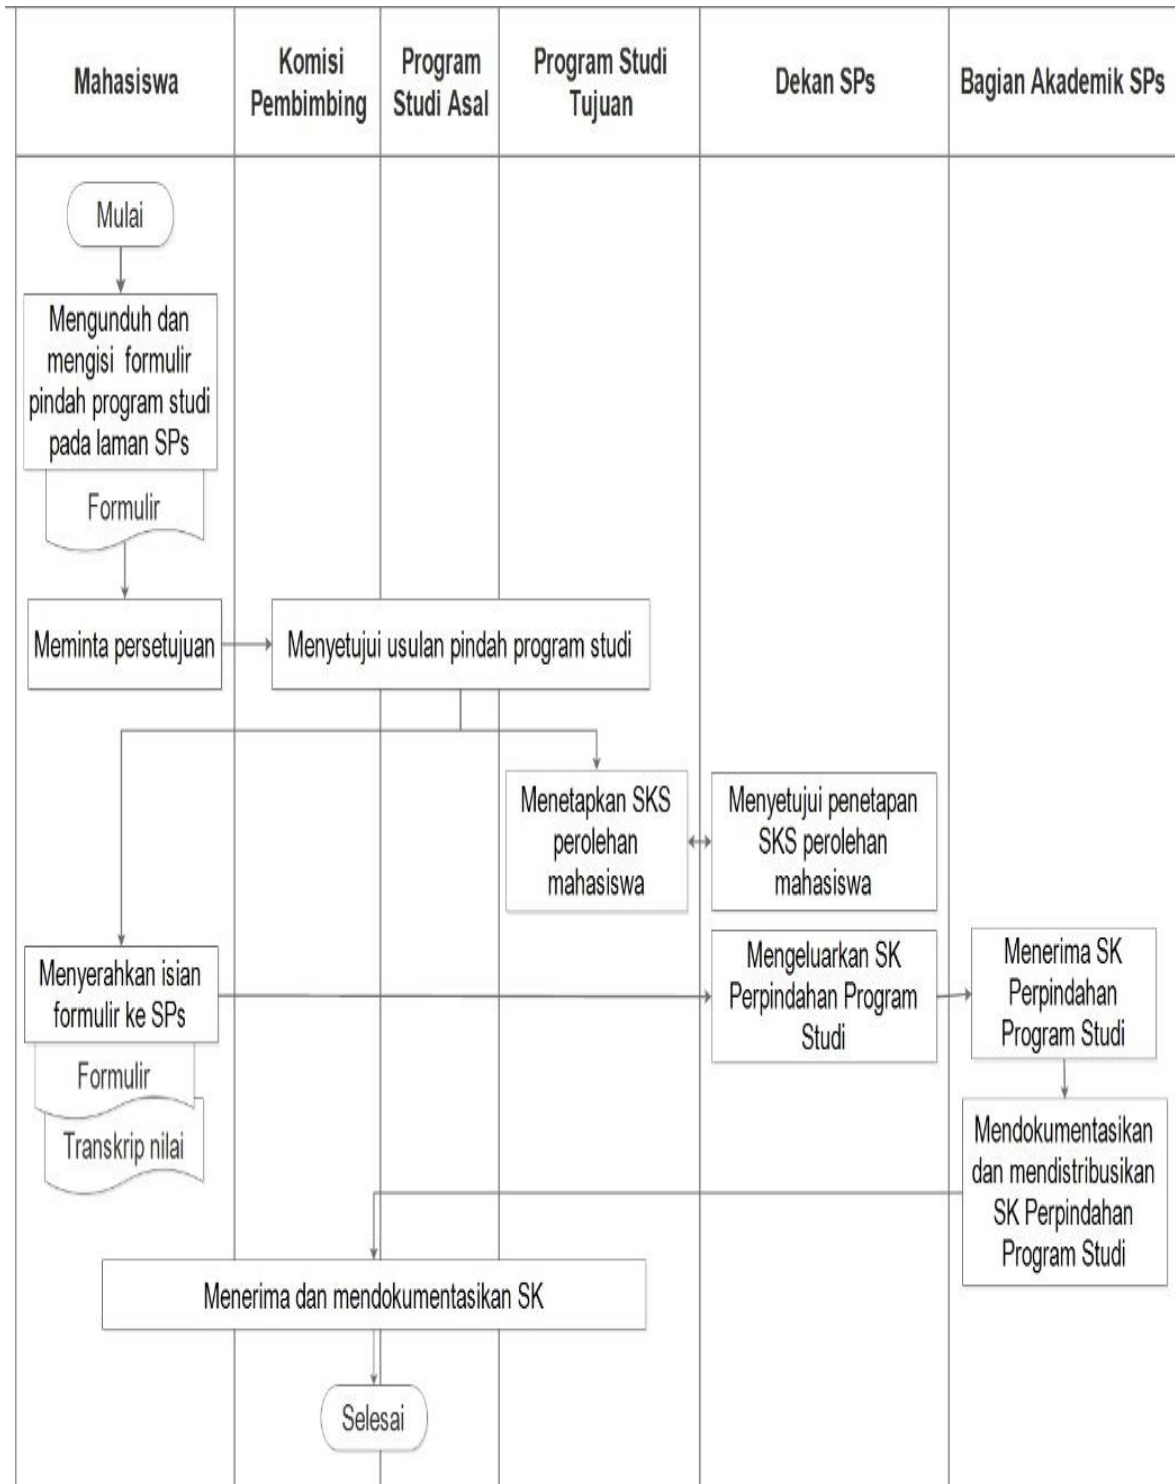 Mahasiswa
Komisi
Pembimbing
Program
Studi Asal
Program Studi
Tujuan
Dekan SPs
Bagian Akademik SPs
Mulai
Mengunduh dan
mengisi formulir
pindah program studi
pada laman SPs
Formulir
Meminta persetujuan
Menyetujui usulan pindah program studi
Menetapkan SKS
perolehan
mahasiswa
Menyetujui penetapan
SKS perolehan
mahasiswa
Menyerahkan isian
formulir ke SPs
Formulir
Transkrip nilai
Mengeluarkan SK
Perpindahan Program
Studi
Menerima SK
Perpindahan
Program Studi
Mendokumentasikan
dan mendistribusikan
SK Perpindahan
Program Studi
Menerima dan mendokumentasikan SK
Selesai